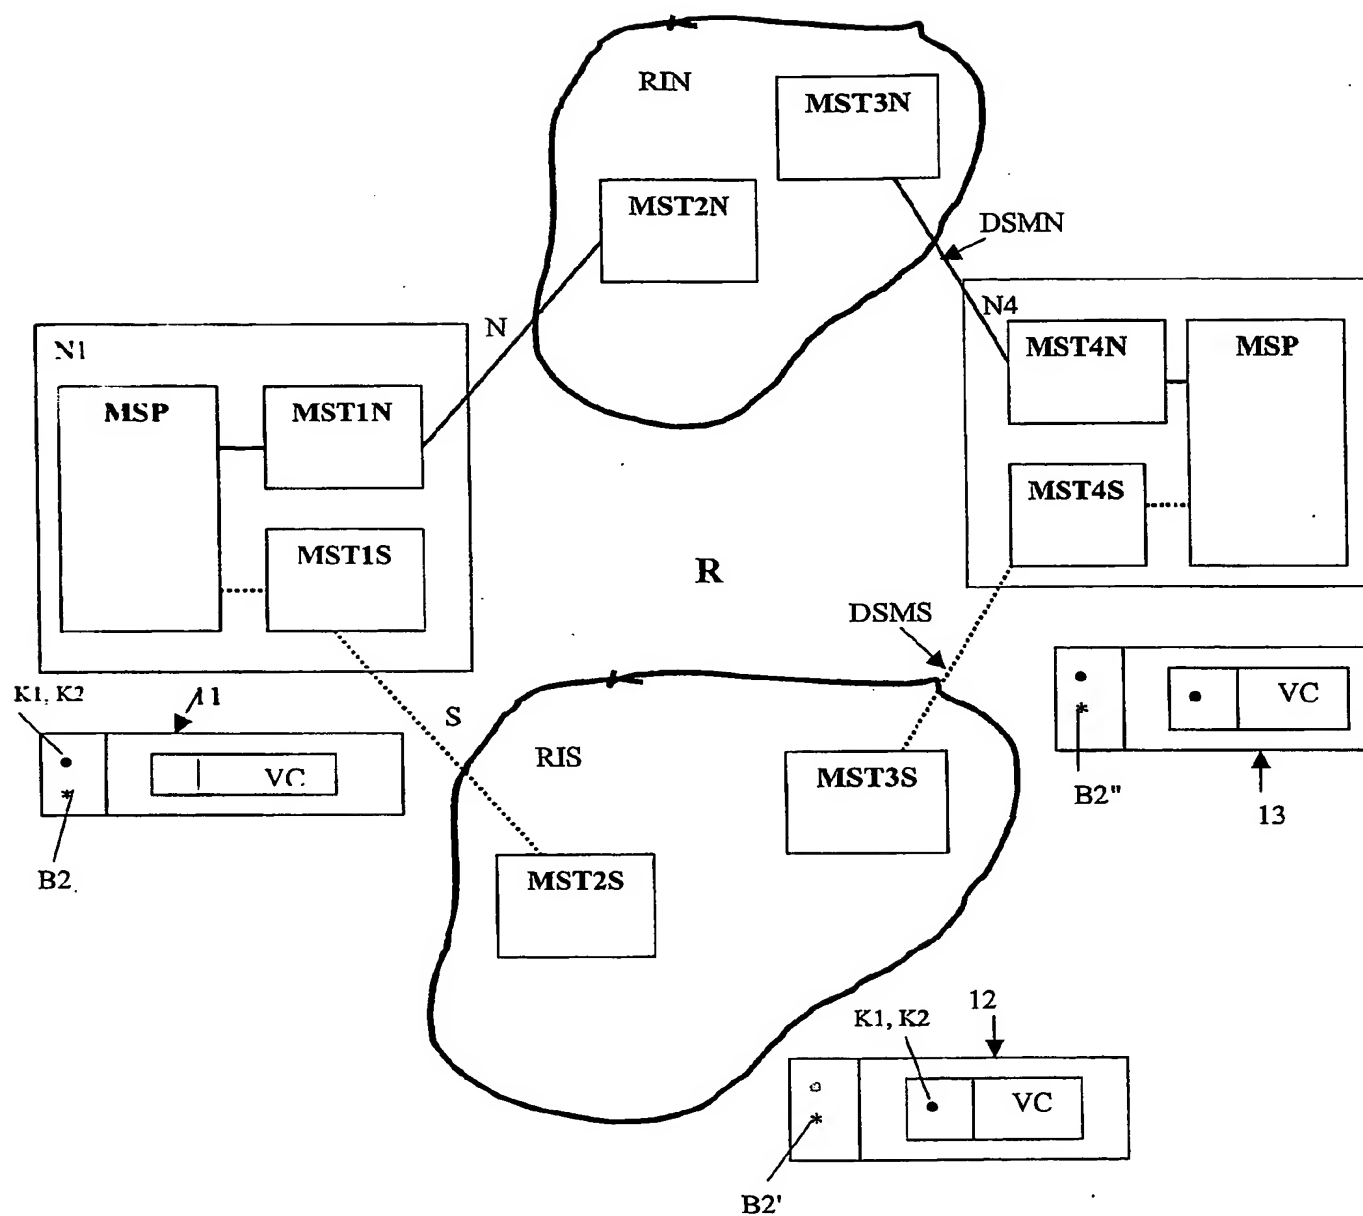 RIN
MST3N
MST2N
DSMN
N
N4
MST4N
MSP
N1
MSP
MST1N
MST4S
MST1S
R
DSMS
K1, K2
11
S
RIS
VC
MST3S
VC
B2"
13
B2
MST2S
12
K1, K2
VC
B2'